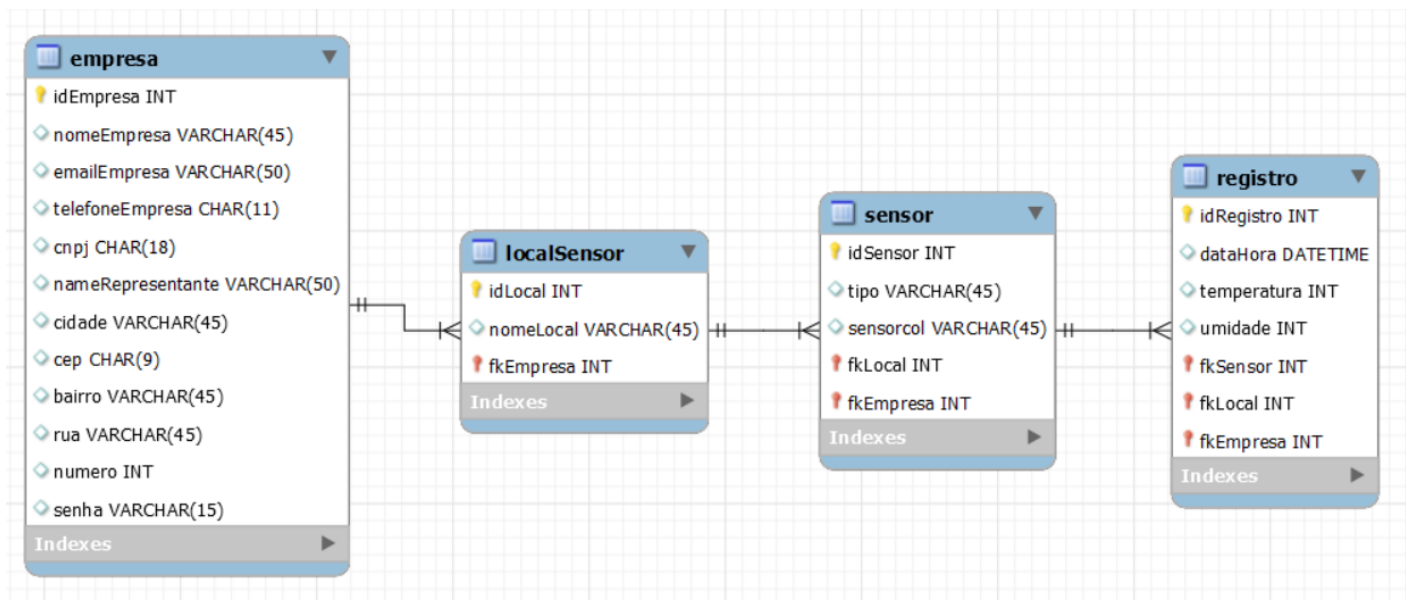 empresa
idEmpresa INT
nomeEmpresa VARCHAR(45)
emailEmpresa VARCHAR(50)
telefoneEmpresa CHAR(11)
cnpj CHAR(18)
nameRepresentante VARCHAR(50)
cidade VARCHAR(45)
cep CHAR(9)
bairro VARCHAR(45)
rua VARCHAR(45)
numero INT
senha VARCHAR(15)
Indexes
localSensor
idLocal INT
nomeLocal VARCHAR(45)
fkEmpresa INT
Indexes
sensor
idSensor INT
tipo VARCHAR(45)
sensorcol VARCHAR(45)
fkLocal INT
fkEmpresa INT
Indexes
registro
idRegistro INT
dataHora DATETIME
temperatura INT
umidade INT
fkSensor INT
fkLocal INT
fkEmpresa INT
Indexes